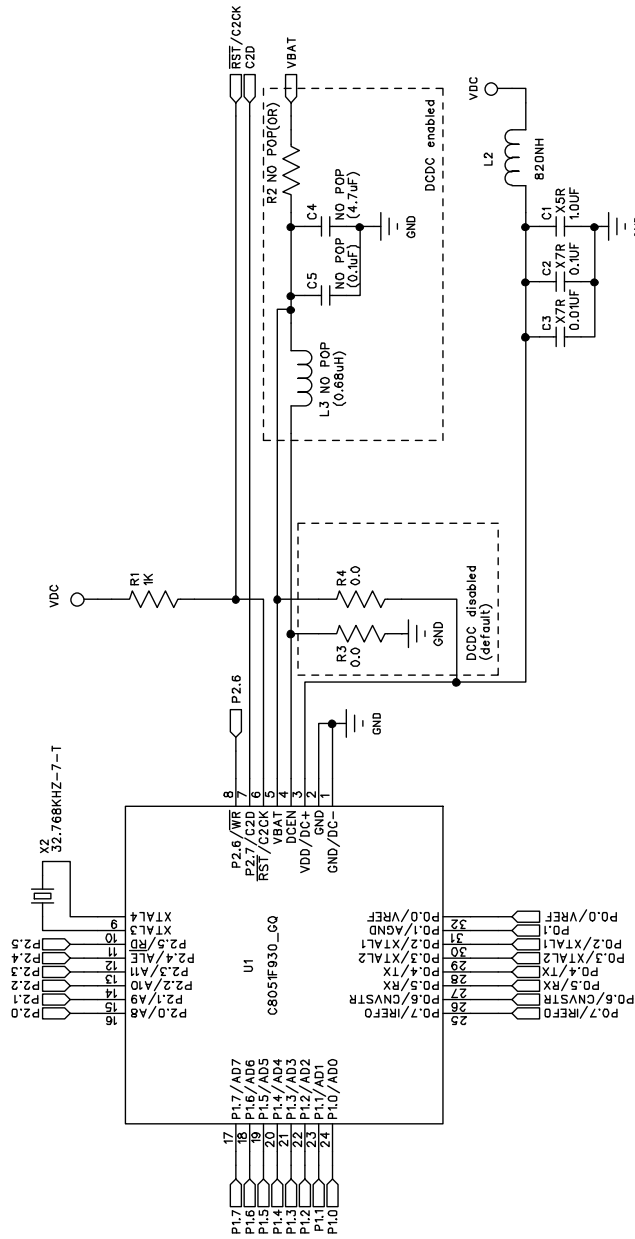 RST/C2CK
C2D
VBAT
VDC
R1
1K
R2 NO POP(0R)
C4
NO POP
(4.7uF)
C5
NO POP
(0.1uF)
GND
L3 NO POP
(0.68uH)
DCDC enabled
VDC
L2
820NH
C1
X5R
1.0UF
C2
X7R
0.1UF
C3
X7R
0.01UF
R4
0.0
R3
0.0
GND
DCDC disabled
(default)
P2.6
GND
X2
32.768KHZ-7-T
8 P2.6/WR
7 P2.7/C2D
6 RST/C2CK
5 VBAT
4 DCEN
3 VDD/DC+
2 GND
1 GND/DC-
9 XTAL3
XTAL4
P2.5 10 P2.5/RD
P2.4 11 P2.4/ALE
P2.3 12 P2.3/A11
P2.2 13 P2.2/A10
P2.1 14 P2.1/A9
P2.0 15 P2.0/A8
16
U1
C8051F930_GQ
P0.0/VREF 32 P0.0/VREF
P0.1/AGND 31 P0.1
P0.2/XTAL1 30 P0.2/XTAL1
P0.3/XTAL2 29 P0.3/XTAL2
P0.4/TX 28 P0.4/TX
P0.5/RX 27 P0.5/RX
P0.6/CNVSTR 26 P0.6/CNVSTR
P0.7/IREF0 25 P0.7/IREF0
P1.7 17 P1.7/AD7
P1.6 18 P1.6/AD6
P1.5 19 P1.5/AD5
P1.4 20 P1.4/AD4
P1.3 21 P1.3/AD3
P1.2 22 P1.2/AD2
P1.1 23 P1.1/AD1
P1.0 24 P1.0/AD0